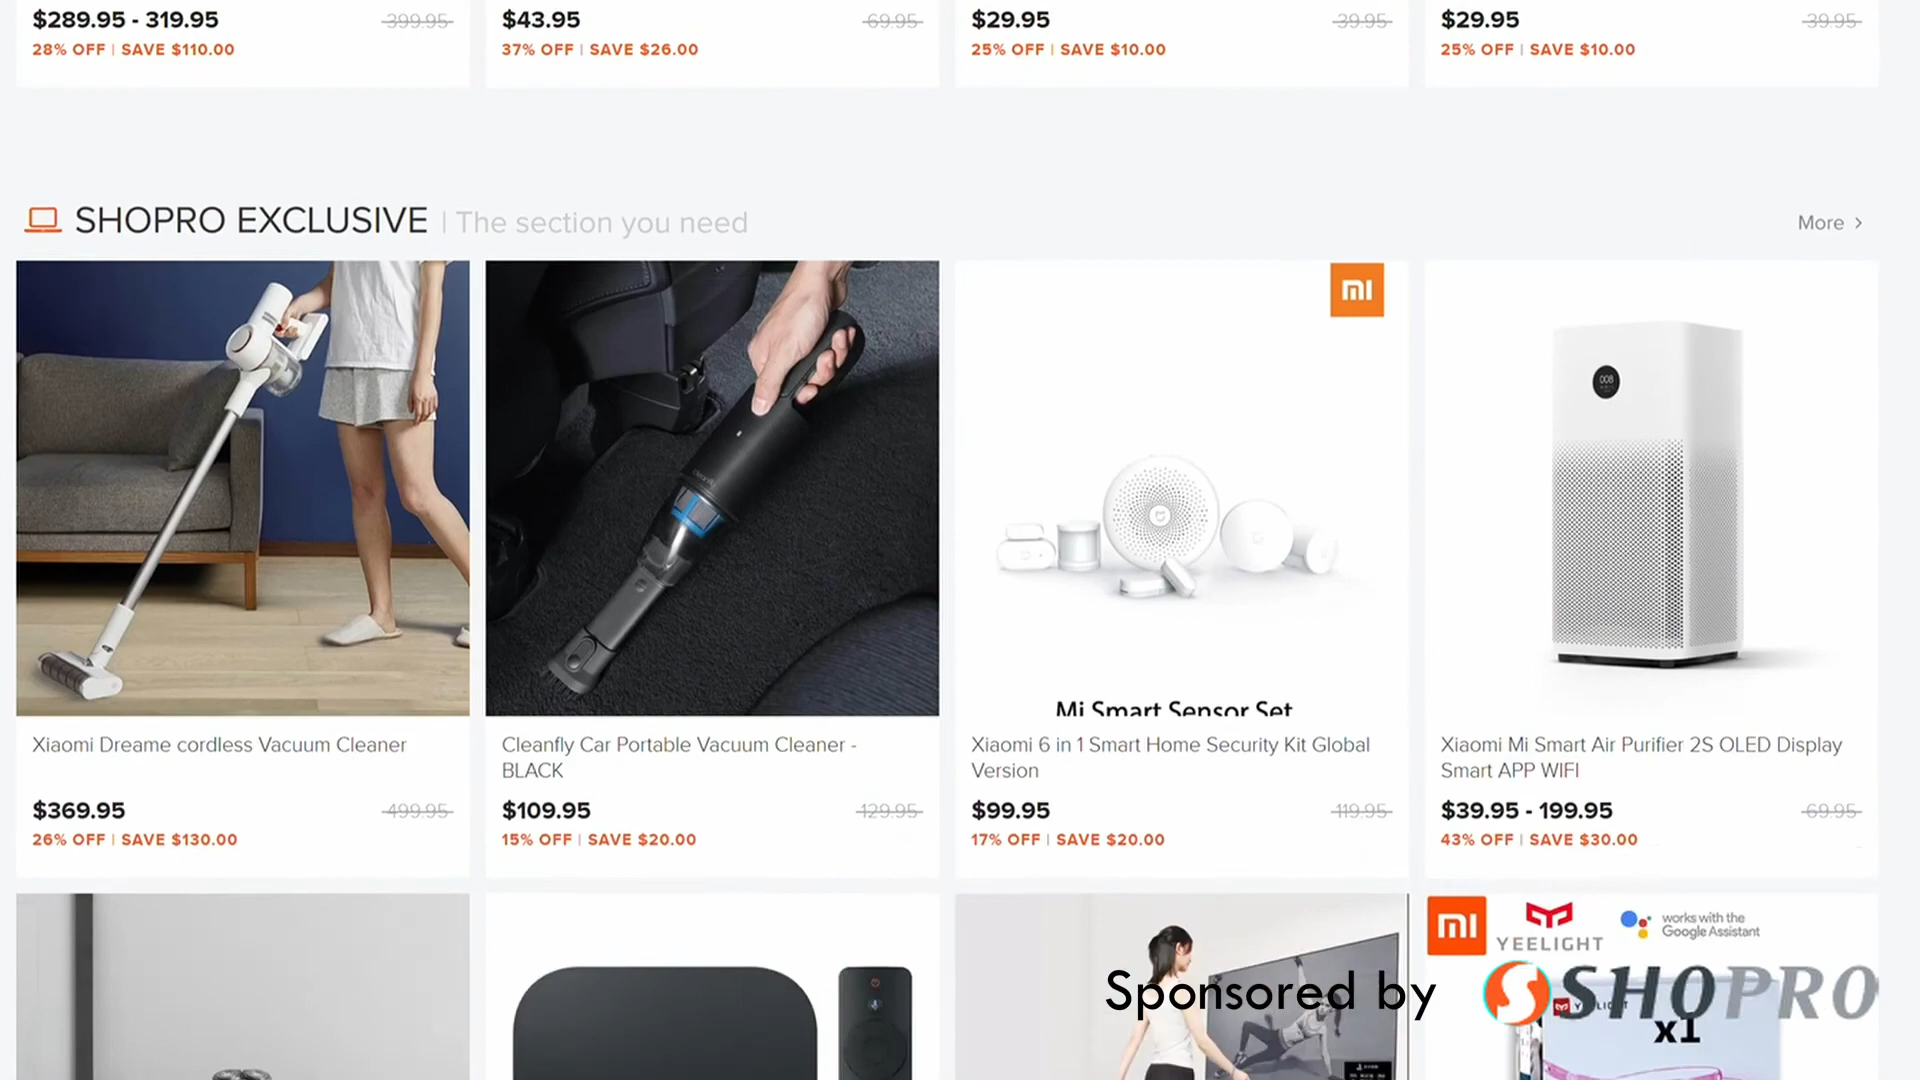 $289.95 - 319.95 399.95
28% OFF | SAVE $110.00
$43.95 69.95
37% OFF | SAVE $26.00
$29.95 39.95
25% OFF | SAVE $10.00
$29.95 39.95
25% OFF | SAVE $10.00
SHOPRO EXCLUSIVE | The section you need
More >
mi
008
Mi Smart Sensor Set
Xiaomi Dreame cordless Vacuum Cleaner
$369.95 499.95
26% OFF | SAVE $130.00
Cleanfly Car Portable Vacuum Cleaner -
BLACK
$109.95 129.95
15% OFF | SAVE $20.00
Xiaomi 6 in 1 Smart Home Security Kit Global
Version
$99.95 119.95
17% OFF | SAVE $20.00
Xiaomi Mi Smart Air Purifier 2S OLED Display
Smart APP WIFI
$39.95 - 199.95 69.95
43% OFF | SAVE $30.00
mi
YEELIGHT
works with the
Google Assistant
Sponsored by SHOPRO
x1